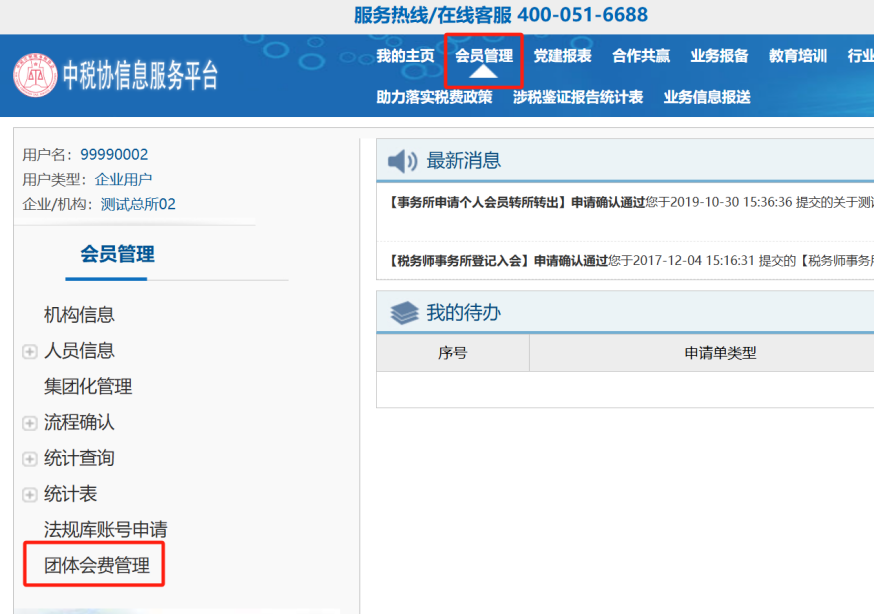 服务热线/在线客服 400-051-6688
中税协信息服务平台
我的主页 会员管理 党建报表 合作共赢 业务报备 教育培训 行业
助力落实税费政策 涉税鉴证报告统计表 业务信息报送
用户名：99990002
用户类型：企业用户
企业/机构：测试总所02
会员管理
机构信息
人员信息
集团化管理
流程确认
统计查询
统计表
法规库账号申请
团体会费管理
最新消息
【事务所申请个人会员转所转出】申请确认通过您于2019-10-30 15:36:36 提交的关于测
【税务师事务所登记入会】申请确认通过您于2017-12-04 15:16:31 提交的【税务师事务
我的待办
序号 申请单类型